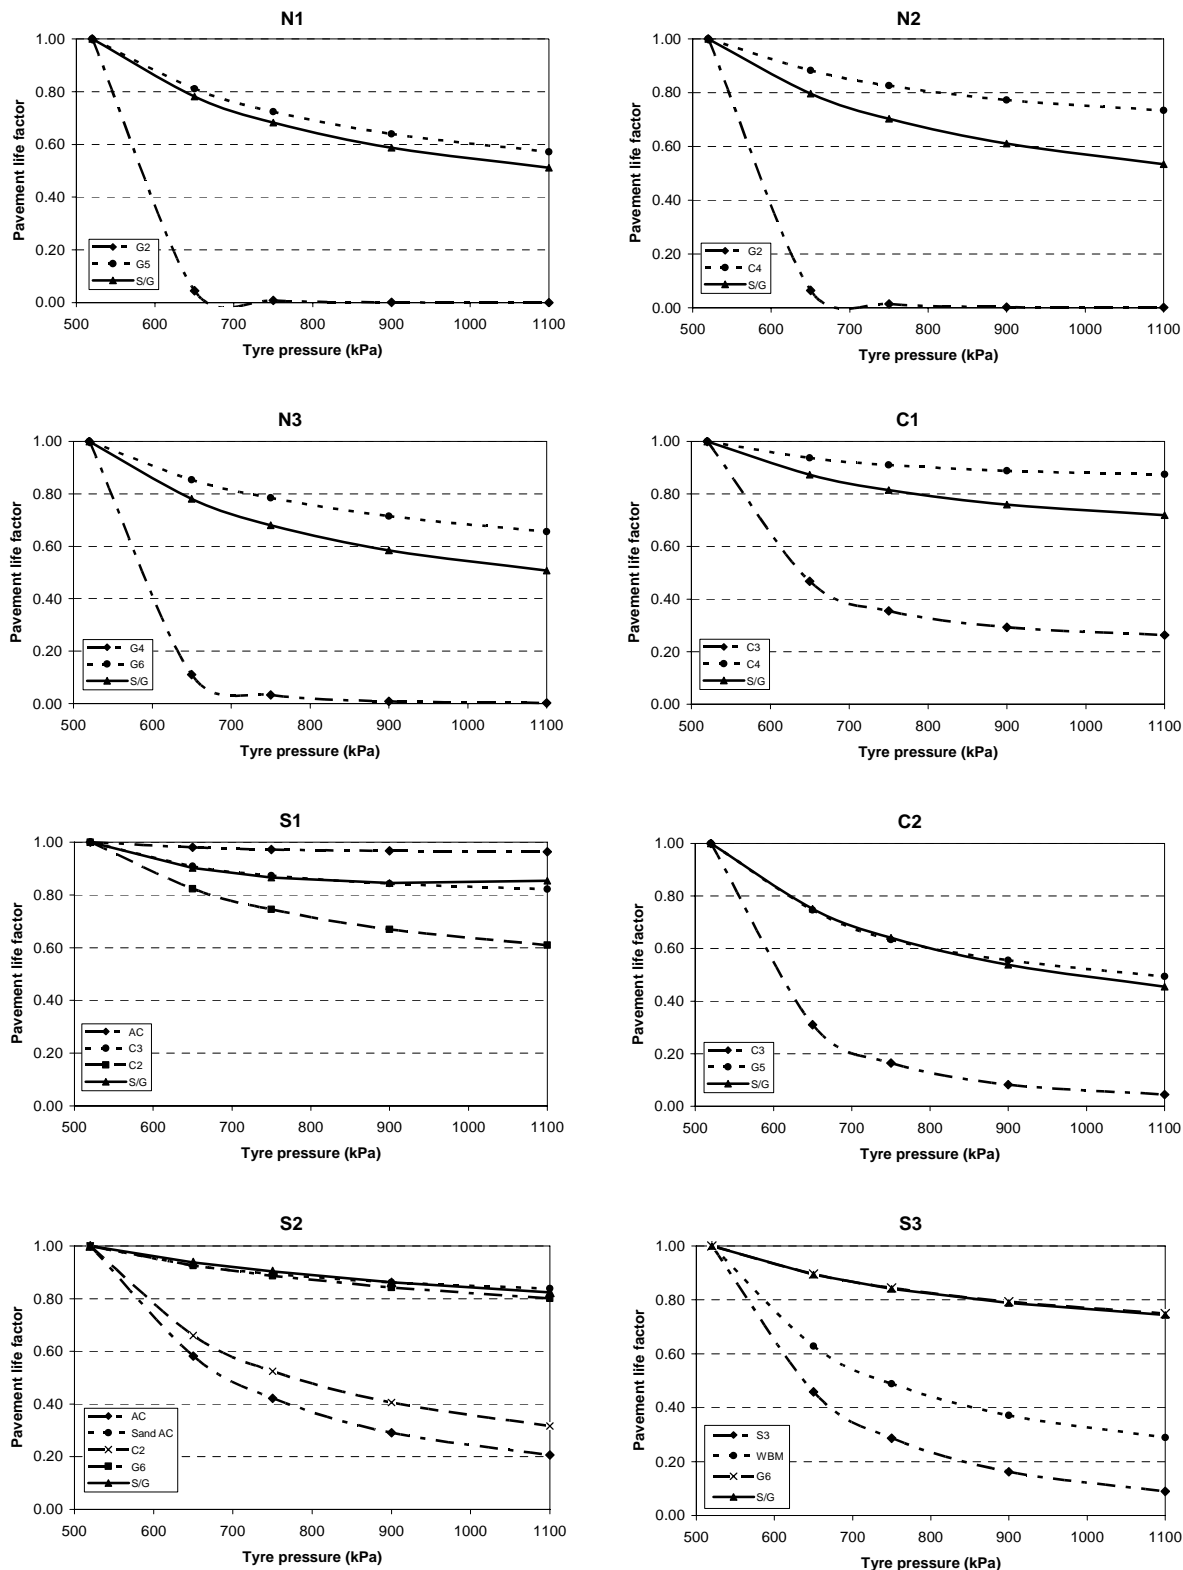 N1
Pavement life factor
1.00
0.80
0.60
0.40
0.20
0.00
G2
G5
S/G
500 600 700 800 900 1000 1100
Tyre pressure (kPa)
N2
Pavement life factor
1.00
0.80
0.60
0.40
0.20
0.00
G2
C4
S/G
500 600 700 800 900 1000 1100
Tyre pressure (kPa)
N3
Pavement life factor
1.00
0.80
0.60
0.40
0.20
0.00
G4
G6
S/G
500 600 700 800 900 1000 1100
Tyre pressure (kPa)
C1
Pavement life factor
1.00
0.80
0.60
0.40
0.20
0.00
C3
C4
S/G
500 600 700 800 900 1000 1100
Tyre pressure (kPa)
S1
Pavement life factor
1.00
0.80
0.60
0.40
0.20
0.00
AC
C3
C2
S/G
500 600 700 800 900 1000 1100
Tyre pressure (kPa)
C2
Pavement life factor
1.00
0.80
0.60
0.40
0.20
0.00
C3
G5
S/G
500 600 700 800 900 1000 1100
Tyre pressure (kPa)
S2
Pavement life factor
1.00
0.80
0.60
0.40
0.20
0.00
AC
Sand AC
C2
G6
S/G
500 600 700 800 900 1000 1100
Tyre pressure (kPa)
S3
Pavement life factor
1.00
0.80
0.60
0.40
0.20
0.00
S3
WBM
G6
S/G
500 600 700 800 900 1000 1100
Tyre pressure (kPa)